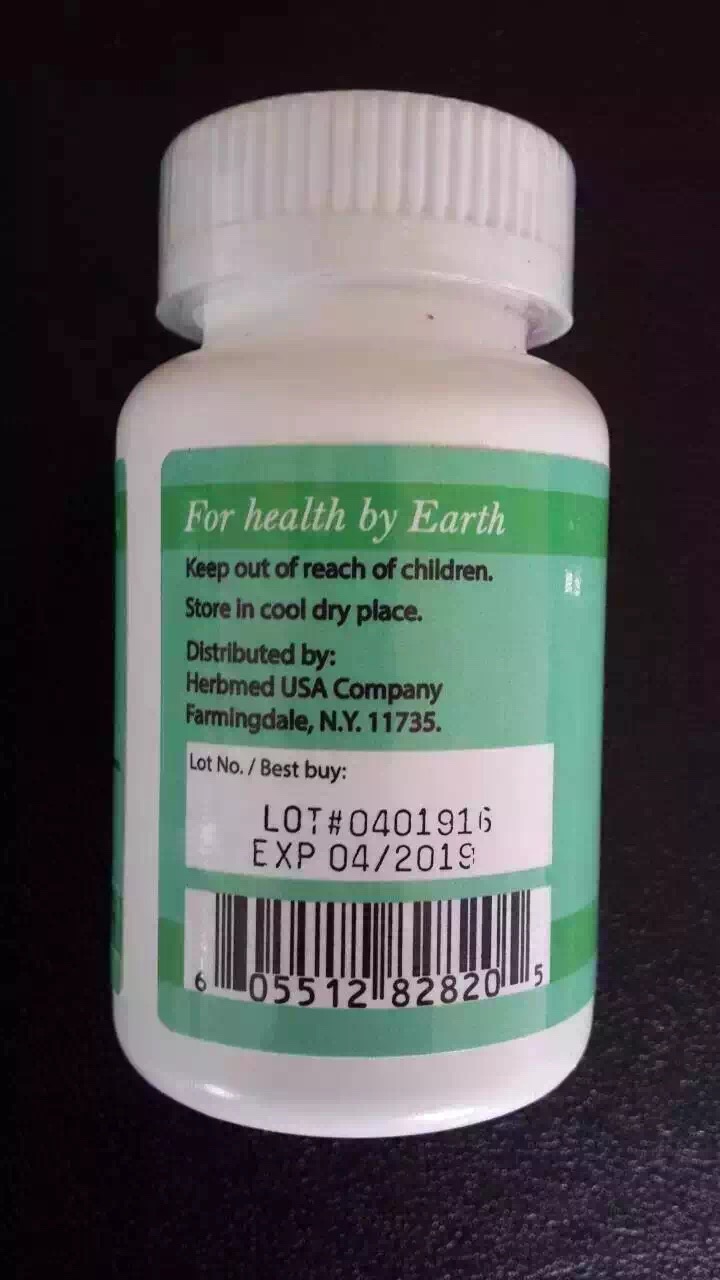 For health by Earth
Keep out of reach of children.
Store in cool dry place.
Distributed by:
Herbmed USA Company
Farmingdale, N.Y. 11735.
Lot No. / Best buy:
LOT#0401916
EXP 04/2019
6 05512 82820 5